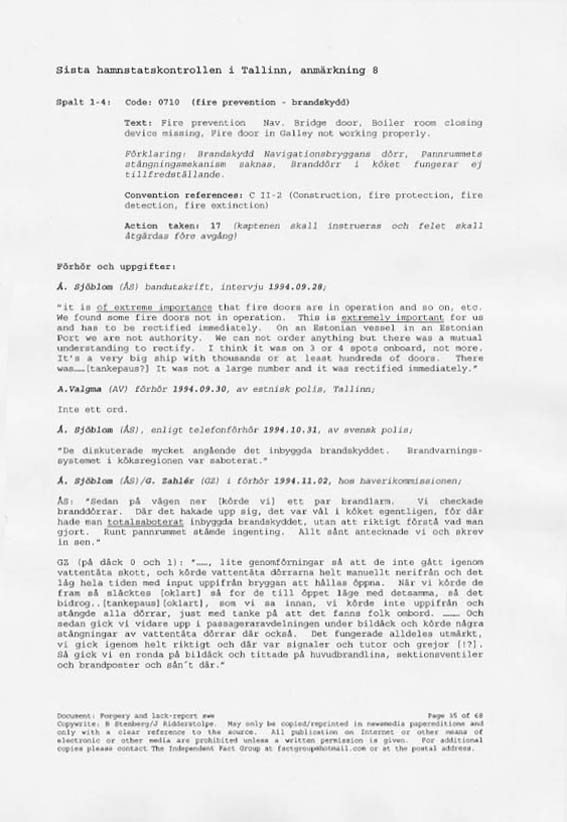 Sista hamnstatskontrollen i Tallinn, anmärkning 8
Spalt 1-4: Code: 0710 (fire prevention - brandskydd)
Text: Fire prevention Nav. Bridge door, Boiler room closing
device missing, Fire door in Galley not working properly.
Förklaring: Brandskydd Navigationsbryggans dörr, Pannrummets
stängningsmekanism saknas, Branddörr i köket fungerar ej
tillfredställande.
Convention references: C II-2 (Construction, fire protection, fire
detection, fire extinction)
Action taken: 17 (kaptenen skall instrueras och felet skall
åtgärdas före avgång)
Förhör och uppgifter:
Å. Sjöblom (ÅS) bandutskrift, intervju 1994.09.28;
"it is of extreme importance that fire doors are in operation and so on, etc.
We found some fire doors not in operation. This is extremely important for us
and has to be rectified immediately. On an Estonian vessel in an Estonian
Port we are not authority. We can not order anything but there was a mutual
understanding to rectify. I think it was on 3 or 4 spots onboard, not more.
It's a very big ship with thousands or at least hundreds of doors. There
was……[tankepaus?] It was not a large number and it was rectified immediately."
A.Valgma (AV) förhör 1994.09.30, av estnisk polis, Tallinn;
Inte ett ord.
Å. Sjöblom (ÅS), enligt telefonförhör 1994.10.31, av svensk polis;
"De diskuterade mycket angående det inbyggda brandskyddet. Brandvarnings-
systemet i köksregionen var saboterat."
Å. Sjöblom (ÅS)/G. Zahlér (GZ) i förhör 1994.11.02, hos haverikommissionen;
ÅS: "Sedan på vägen ner [körde vi] ett par brandlarm. Vi checkade
branddörrar. Där det hakade upp sig, det var väl i köket egentligen, för där
hade man totalsaboterat inbyggda brandskyddet, utan att riktigt förstå vad man
gjort. Runt pannrummet stämde ingenting. Allt sånt antecknade vi och skrev
in sen."
GZ (på däck 0 och 1): "……, lite genomförningar så att de inte gått igenom
vattentäta skott, och körde vattentäta dörrarna helt manuellt nerifrån och det
låg hela tiden med input uppifrån bryggan att hållas öppna. När vi körde de
fram så släcktes [oklart] så for de till öppet läge med detsamma, så det
bidrog..[tankepaus][oklart], som vi sa innan, vi körde inte uppifrån och
stängde alla dörrar, just med tanke på att det fanns folk ombord. …… Och
sedan gick vi vidare upp i passageraravdelningen under bildäck och körde några
stängningar av vattentäta dörrar där också. Det fungerade alldeles utmärkt,
vi gick igenom helt riktigt och där var signaler och tutor och grejor [!?].
Så gick vi en ronda på bildäck och tittade på huvudbrandlina, sektionsventiler
och brandposter och sån´t där."
Document: Forgery and lack-report swe Page 35 of 68
Copywrite: B Stenberg/J Ridderstolpe. May only be copied/reprinted in newsmedia papereditions and
only with a clear reference to the source. All publication on Internet or other means of
electronic or other media are prohibited unless a written permission is given. For additional
copies please contact The Independent Fact Group at factgroup@hotmail.com or at the postal address.